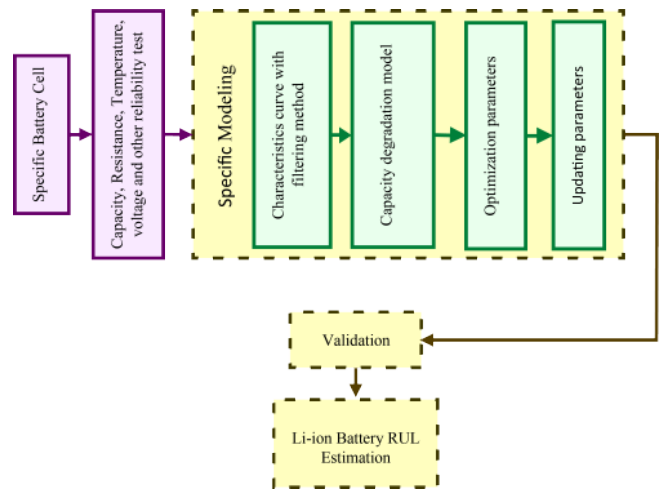 Specific Battery Cell
Capacity, Resistance, Temperature,
voltage and other reliability test
Specific Modeling
Characteristics curve with
filtering method
Capacity degradation model
Optimization parameters
Updating parameters
Validation
Li-ion Battery RUL
Estimation